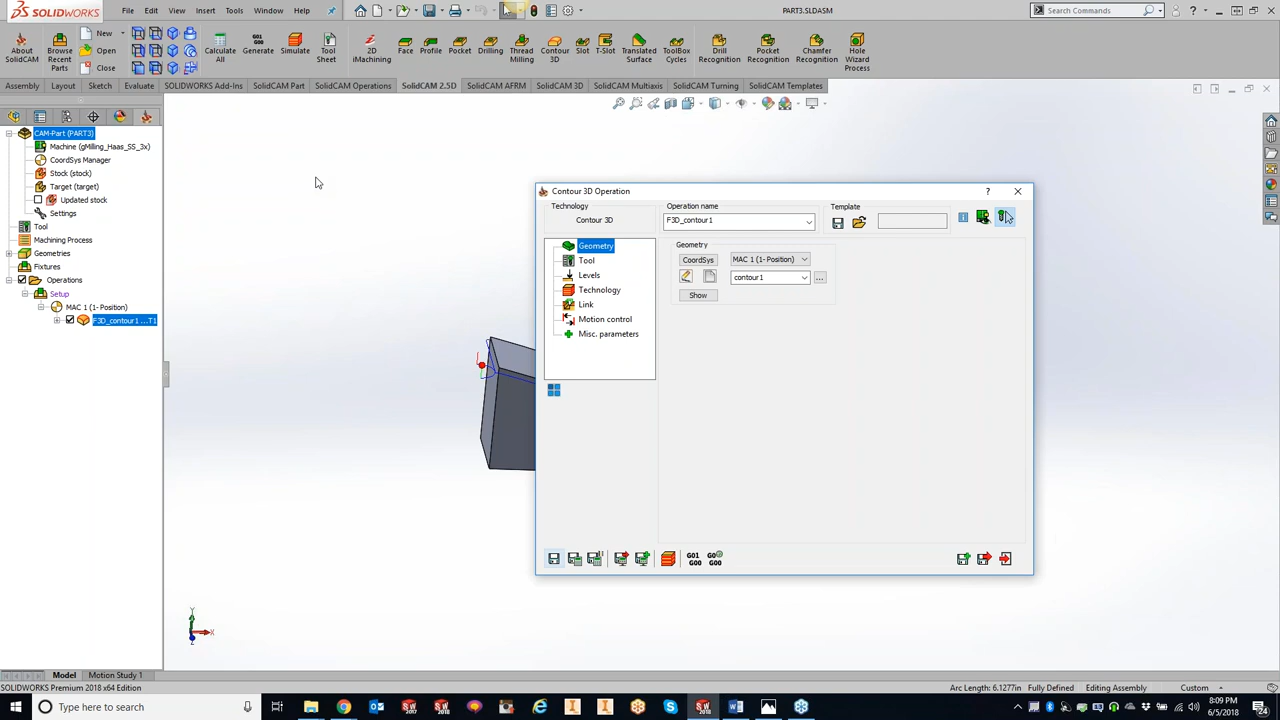 SOLIDWORKS File Edit View Insert Tools Window Help PART3.SLDASM Search Commands
About SolidCAM Browse Recent Parts New Open Close Calculate All G01 G00 Generate Simulate Tool Sheet 2D iMachining Face Profile Pocket Drilling Thread Milling Contour 3D Slot T-Slot Translated Surface ToolBox Cycles Drill Recognition Pocket Recognition Chamfer Recognition Hole Wizard Process
Assembly Layout Sketch Evaluate SOLIDWORKS Add-Ins SolidCAM Part SolidCAM Operations SolidCAM 2.5D SolidCAM AFRM SolidCAM 3D SolidCAM Multiaxis SolidCAM Turning SolidCAM Templates
CAM-Part (PART3)
Machine (gMilling_Haas_SS_3x)
CoordSys Manager
Stock (stock)
Target (target)
Updated stock
Settings
Tool
Machining Process
Geometries
Fixtures
Operations
Setup
MAC 1 (1- Position)
F3D_contour1 ...T1
Contour 3D Operation
Technology Operation name Template
Contour 3D F3D_contour1
Geometry
Tool
Levels
Technology
Link
Motion control
Misc. parameters
Geometry
CoordSys MAC 1 (1- Position)
contour1 ...
Show
G01 G00 G0
Y
X
Z
Model Motion Study 1
SOLIDWORKS Premium 2018 x64 Edition Arc Length: 6.1277in Fully Defined Editing Assembly Custom
Type here to search 8:09 PM
6/5/2018